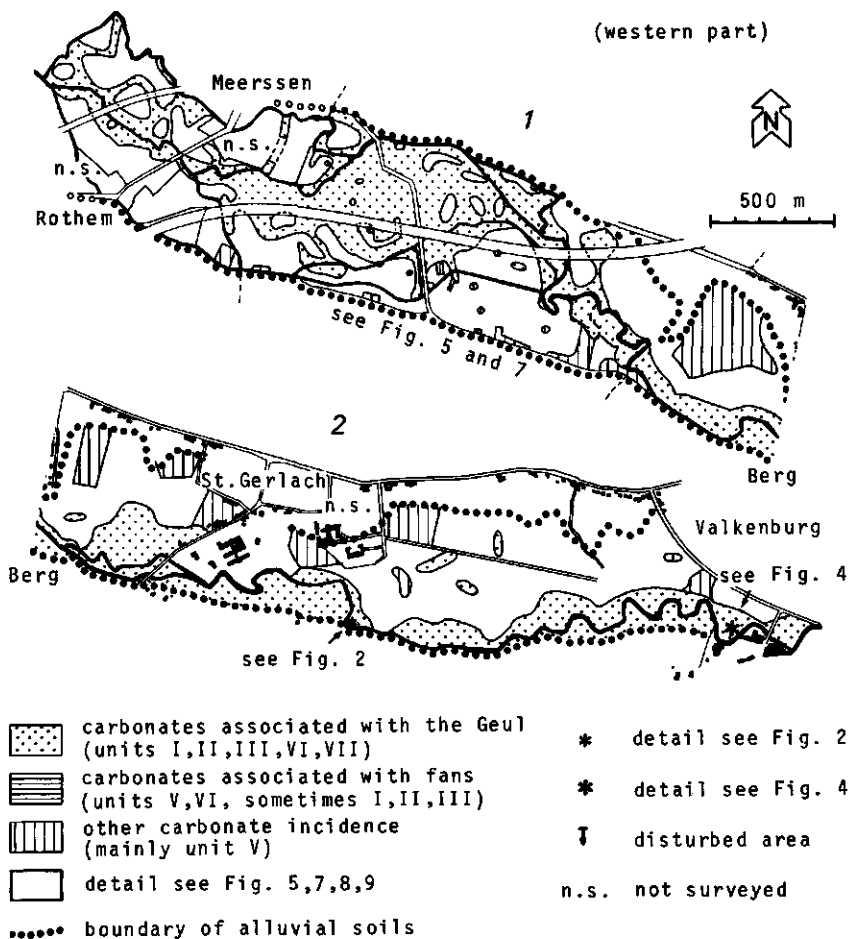 (western part)
Meerssen
1
n.s.
n.s.
N
500 m
Rothem
see Fig. 5 and 7
Berg
2
St.Gerlach
n.s.
Valkenburg
Berg
see Fig. 4
see Fig. 2
carbonates associated with the Geul
(units I,II,III,VI,VII)
carbonates associated with fans
(units V,VI, sometimes I,II,III)
other carbonate incidence
(mainly unit V)
detail see Fig. 5,7,8,9
boundary of alluvial soils
* detail see Fig. 2
* detail see Fig. 4
disturbed area
n.s. not surveyed